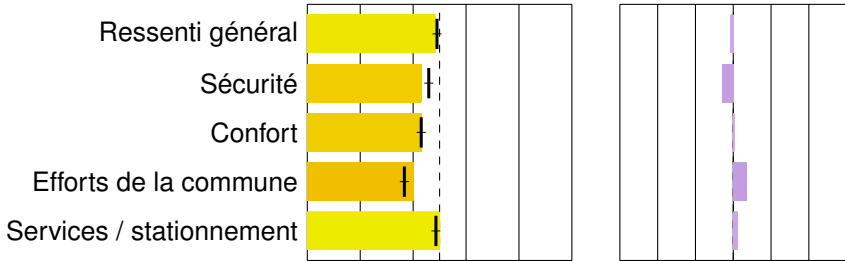 Ressenti général
Sécurité
Confort
Efforts de la commune
Services / stationnement